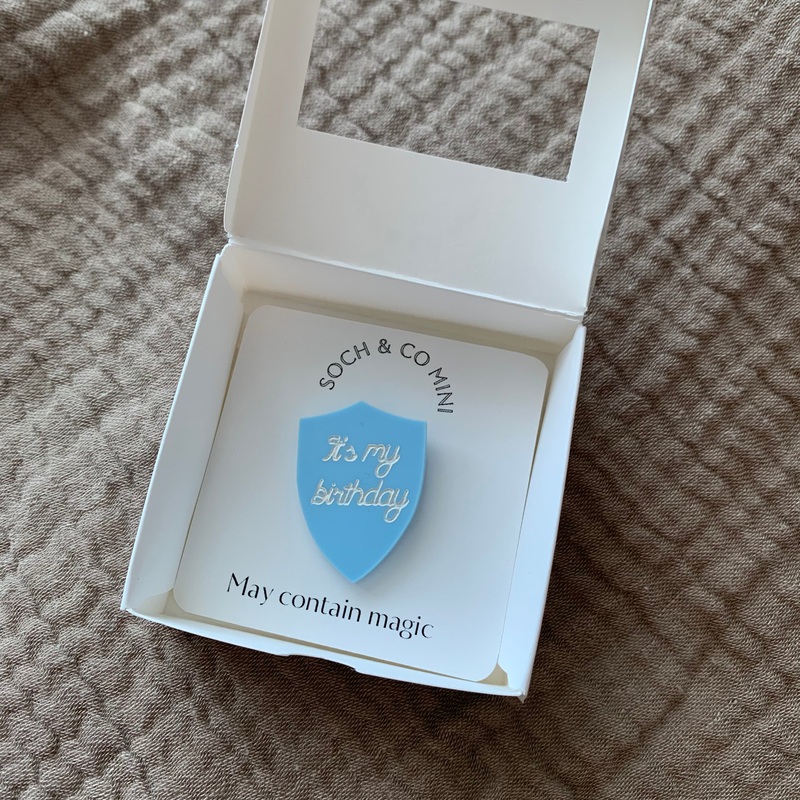 SOCH & CO MINI
It's my
birthday
May contain magic